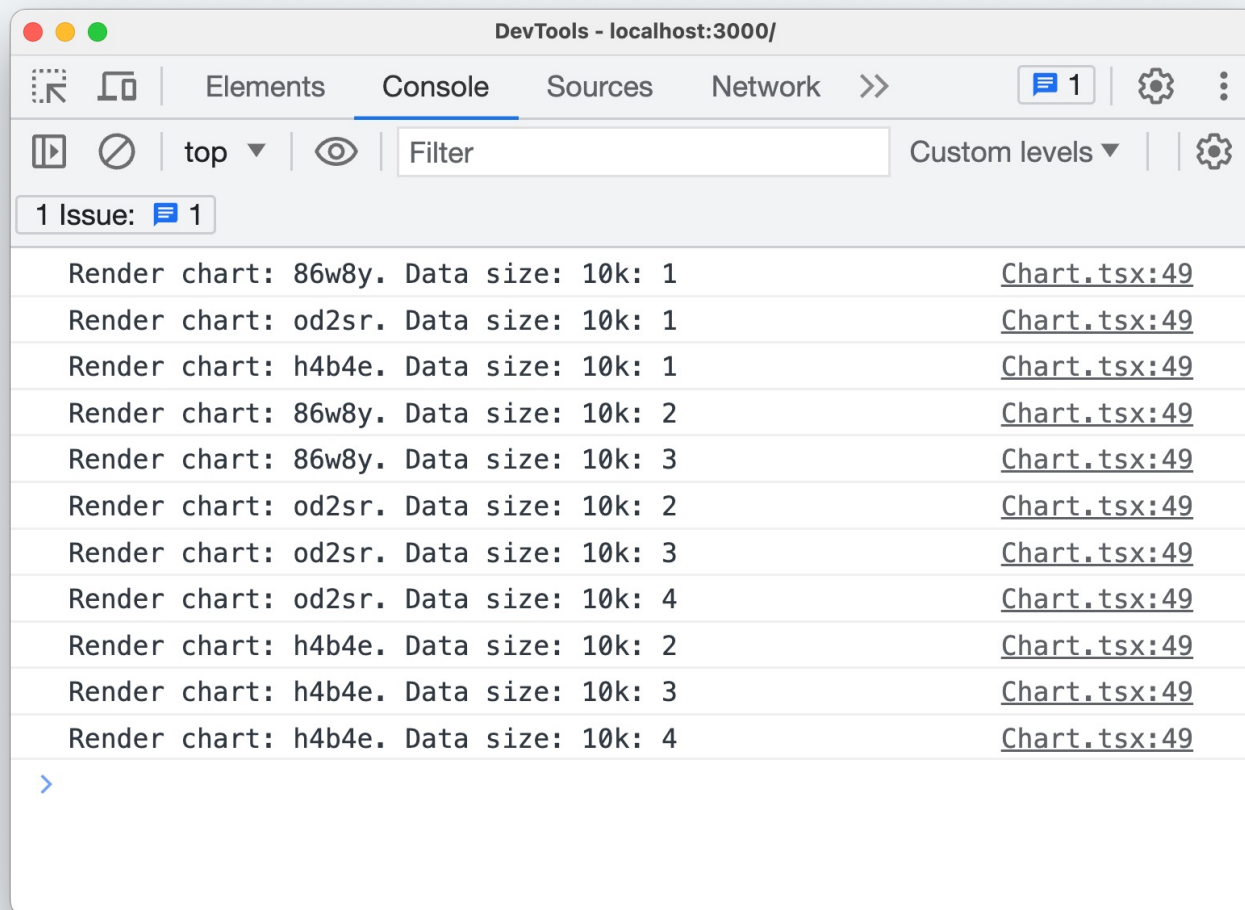 DevTools - localhost:3000/
Elements Console Sources Network 1
top Filter Custom levels
1 Issue: 1
Render chart: 86w8y. Data size: 10k: 1 Chart.tsx:49
Render chart: od2sr. Data size: 10k: 1 Chart.tsx:49
Render chart: h4b4e. Data size: 10k: 1 Chart.tsx:49
Render chart: 86w8y. Data size: 10k: 2 Chart.tsx:49
Render chart: 86w8y. Data size: 10k: 3 Chart.tsx:49
Render chart: od2sr. Data size: 10k: 2 Chart.tsx:49
Render chart: od2sr. Data size: 10k: 3 Chart.tsx:49
Render chart: od2sr. Data size: 10k: 4 Chart.tsx:49
Render chart: h4b4e. Data size: 10k: 2 Chart.tsx:49
Render chart: h4b4e. Data size: 10k: 3 Chart.tsx:49
Render chart: h4b4e. Data size: 10k: 4 Chart.tsx:49